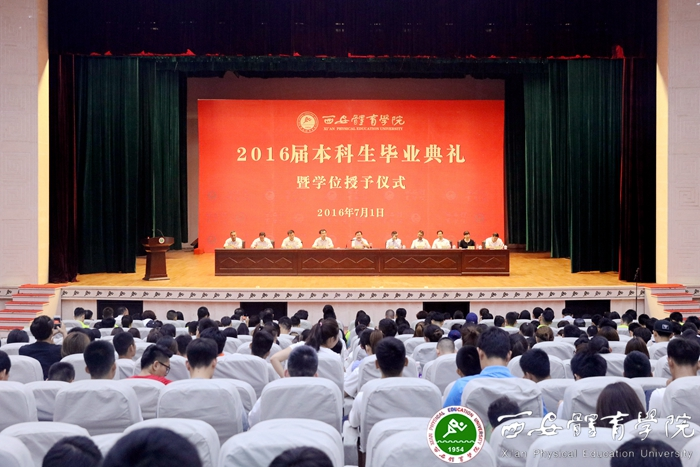 西安體育学院
XI'AN PHYSICAL EDUCATION UNIVERSITY
2016届本科生毕业典礼
暨学位授予仪式
2016年7月1日
1954
西安體育学院
Xi'an Physical Education University